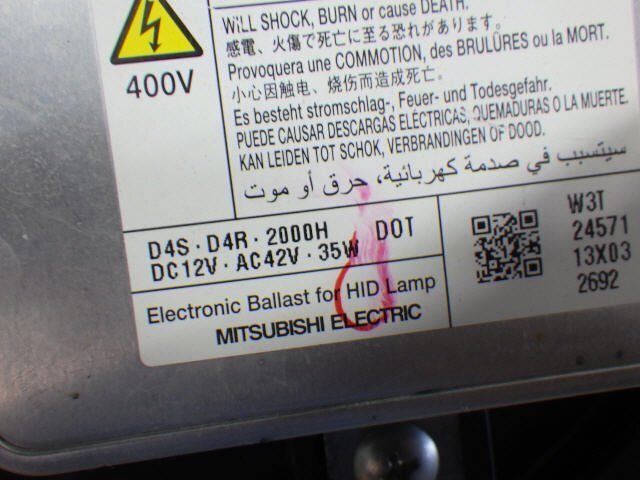 WiLL SHOCK, BURN or cause DEATH.
感電、火傷で死亡に至る恐れがあります。
Provoquera une COMMOTION, des BRULÛRES ou la MORT.
小心因触电、烧伤而造成死亡。
Es besteht stromschlag-, Feuer- und Todesgefahr.
PUEDE CAUSAR DESCARGAS ELÉCTRICAS, QUEMADURAS O LA MUERTE.
KAN LEIDEN TOT SCHOK, VERBRANDINGEN OF DOOD.
سيتسبب في صدمة كهربائية، حرق أو موت
400V
D4S · D4R · 2000H DOT
DC12V · AC42V · 35W
Electronic Ballast for HID Lamp
MITSUBISHI ELECTRIC
W3T
24571
13X03
2692